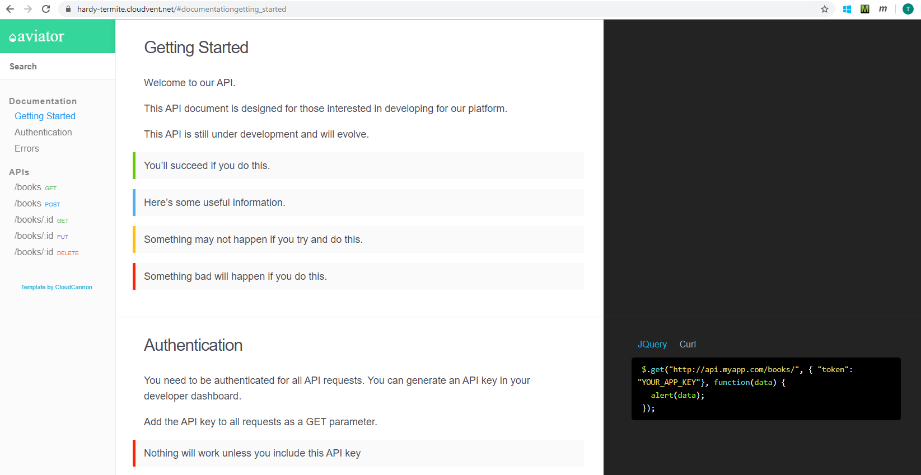 hardy-termite.cloudvent.net/#documentationgetting_started
aviator
Search
Documentation
Getting Started
Authentication
Errors
APIs
/books GET
/books POST
/books/:id GET
/books/:id PUT
/books/:id DELETE
Template by CloudCannon
Getting Started
Welcome to our API.
This API document is designed for those interested in developing for our platform.
This API is still under development and will evolve.
You'll succeed if you do this.
Here's some useful information.
Something may not happen if you try and do this.
Something bad will happen if you do this.
Authentication
You need to be authenticated for all API requests. You can generate an API key in your
developer dashboard.
Add the API key to all requests as a GET parameter.
Nothing will work unless you include this API key
JQuery Curl
$.get("http://api.myapp.com/books/", { "token":
"YOUR_APP_KEY"}, function(data) {
alert(data);
});
m
T